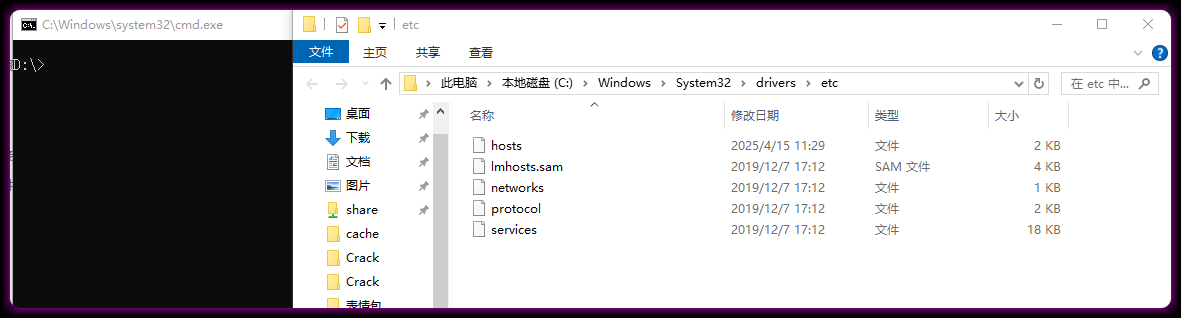 C:\Windows\system32\cmd.exe
D:\>
etc
文件 主页 共享 查看
此电脑 本地磁盘 (C:) Windows System32 drivers etc
在 etc 中...
桌面
下载
文档
图片
share
cache
Crack
Crack
表情包
名称 修改日期 类型 大小
hosts 2025/4/15 11:29 文件 2 KB
lmhosts.sam 2019/12/7 17:12 SAM 文件 4 KB
networks 2019/12/7 17:12 文件 1 KB
protocol 2019/12/7 17:12 文件 2 KB
services 2019/12/7 17:12 文件 18 KB